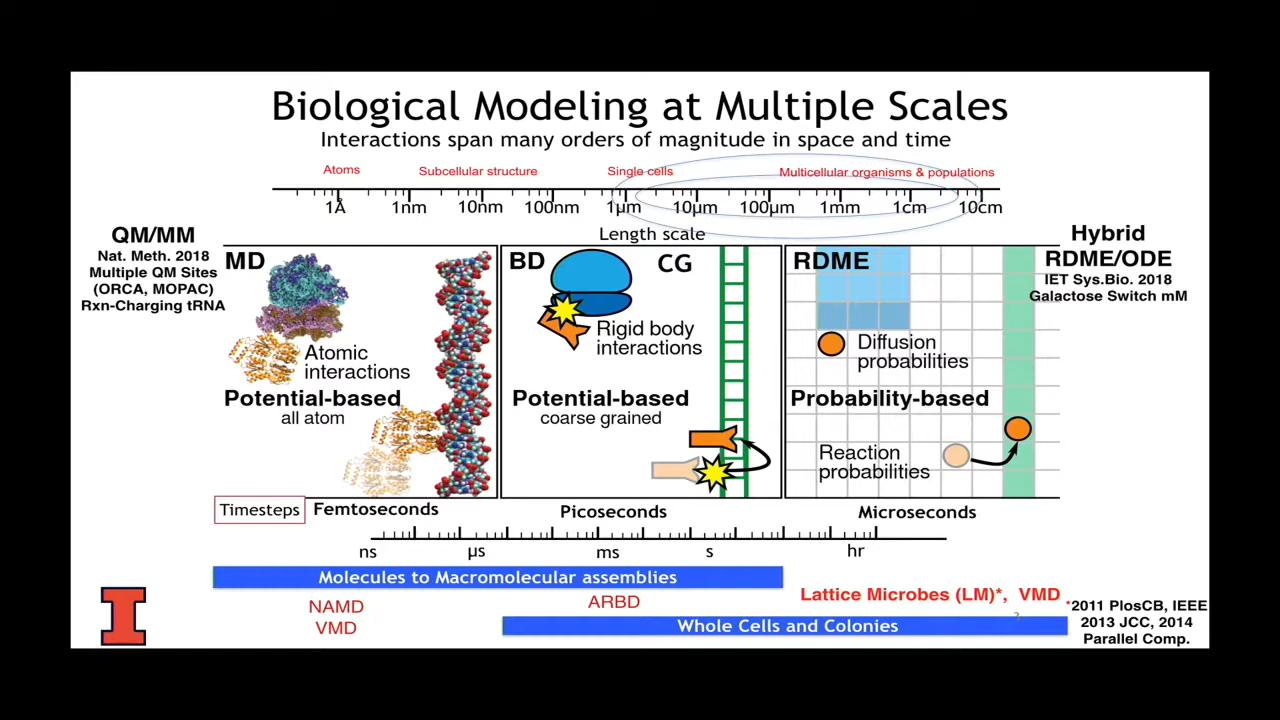 Biological Modeling at Multiple Scales
Interactions span many orders of magnitude in space and time
Atoms
Subcellular structure
Single cells
Multicellular organisms & populations
1Å
1nm
10nm
100nm
1µm
10µm
100µm
1mm
1cm
10cm
Length scale
QM/MM
Nat. Meth. 2018
Multiple QM Sites
(ORCA, MOPAC)
Rxn-Charging tRNA
MD
Atomic
interactions
Potential-based
all atom
BD
CG
Rigid body
interactions
Potential-based
coarse grained
RDME
Diffusion
probabilities
Probability-based
Reaction
probabilities
Hybrid
RDME/ODE
IET Sys.Bio. 2018
Galactose Switch mM
Timesteps
Femtoseconds
Picoseconds
Microseconds
ns
µs
ms
s
hr
Molecules to Macromolecular assemblies
NAMD
VMD
ARBD
Lattice Microbes (LM)*, VMD
Whole Cells and Colonies
*2011 PlosCB, IEEE
2013 JCC, 2014
Parallel Comp.
I